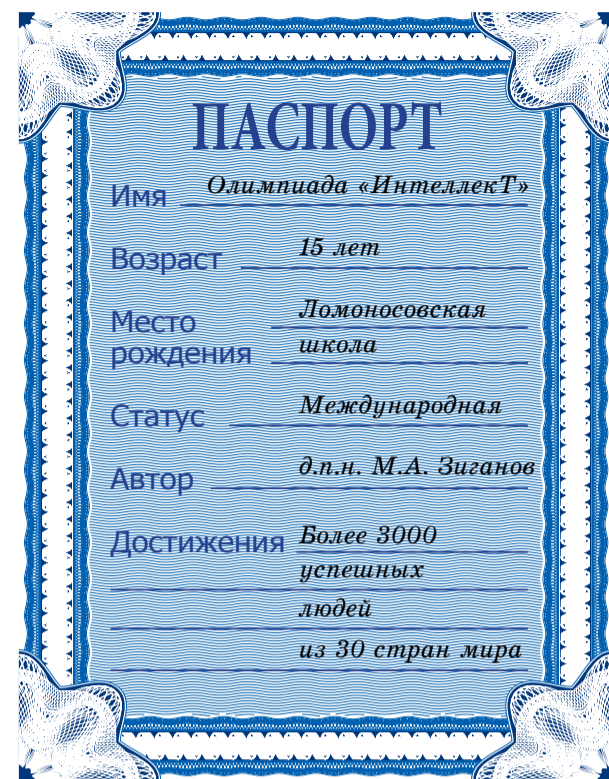 ПАСПОРТ
Имя Олимпиада «ИнтеллекТ»
Возраст 15 лет
Место Ломоносовская
рождения школа
Статус Международная
Автор д.п.н. М.А. Зиганов
Достижения Более 3000
успешных
людей
из 30 стран мира